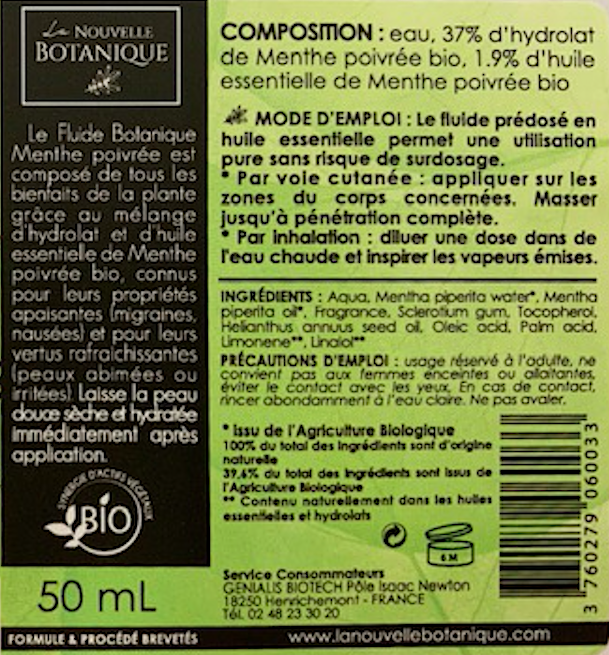 La NOUVELLE
BOTANIQUE
Le Fluide Botanique
Menthe poivrée est
composé de tous les
bienfaits de la plante
grâce au mélange
d'hydrolat et d'huile
essentielle de Menthe
poivrée bio, connus
pour leurs propriétés
apaisantes (migraines,
nausées) et pour leurs
vertus rafraîchissantes
(peaux abimées ou
irritées). Laisse la peau
douce sèche et hydratée
immédiatement après
application.
SYNERGIE D'ACTIFS VÉGÉTAUX
BIO
50 mL
FORMULE & PROCÉDÉ BREVETÉS
COMPOSITION : eau, 37% d'hydrolat
de Menthe poivrée bio, 1.9% d'huile
essentielle de Menthe poivrée bio
MODE D'EMPLOI : Le fluide prédosé en
huile essentielle permet une utilisation
pure sans risque de surdosage.
* Par voie cutanée : appliquer sur les
zones du corps concernées. Masser
jusqu'à pénétration complète.
* Par inhalation : diluer une dose dans de
l'eau chaude et inspirer les vapeurs émises.
INGRÉDIENTS : Aqua, Mentha piperita water*, Mentha
piperita oil*, Fragrance, Sclerotium gum, Tocopherol,
Helianthus annuus seed oil, Oleic acid, Palm acid,
Limonene**, Linalol**
PRÉCAUTIONS D'EMPLOI : usage réservé à l'adulte, ne
convient pas aux femmes enceintes ou allaitantes,
éviter le contact avec les yeux. En cas de contact,
rincer abondamment à l'eau claire. Ne pas avaler.
* Issu de l'Agriculture Biologique
100% du total des ingrédients sont d'origine
naturelle
39,6% du total des ingrédients sont issus de
l'Agriculture Biologique
** Contenu naturellement dans les huiles
essentielles et hydrolats
6 M
Service Consommateurs
GENIALIS BIOTECH Pôle Isaac Newton
18250 Henrichemont - FRANCE
Tél. 02 48 23 30 20
3 760279 060033
www.lanouvellebotanique.com